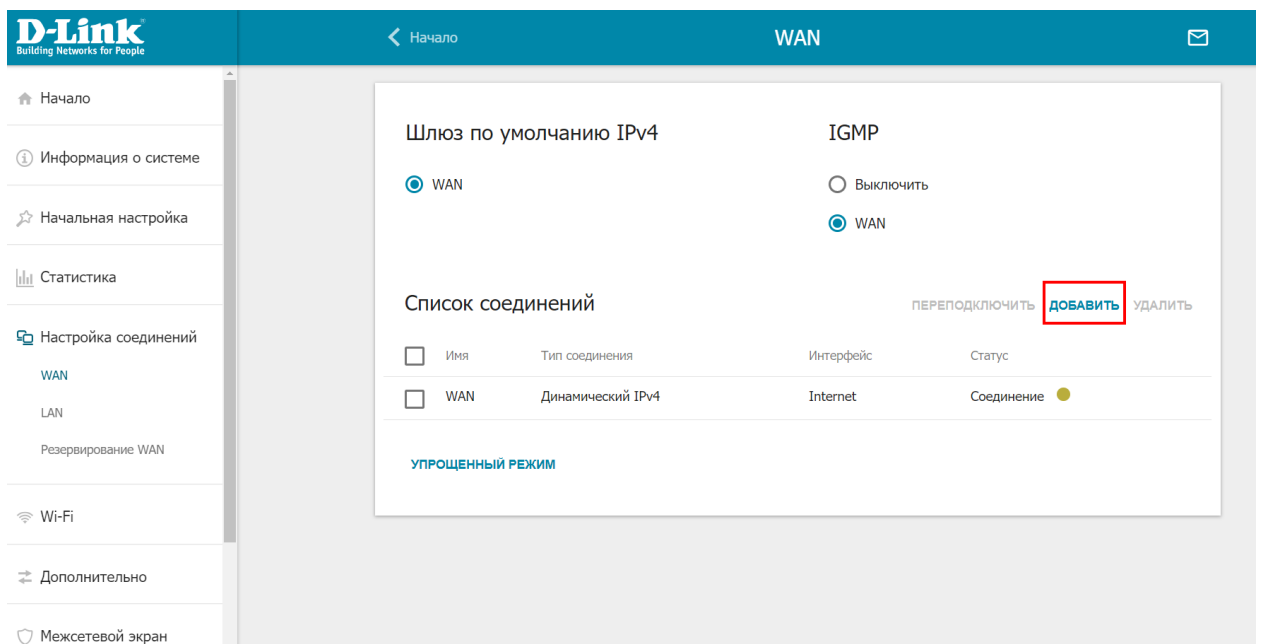 D-Link
Building Networks for People
Начало
WAN
Начало
Информация о системе
Начальная настройка
Статистика
Настройка соединений
WAN
LAN
Резервирование WAN
Wi-Fi
Дополнительно
Межсетевой экран
Шлюз по умолчанию IPv4
WAN
IGMP
Выключить
WAN
Список соединений
ПЕРЕПОДКЛЮЧИТЬ ДОБАВИТЬ УДАЛИТЬ
Имя Тип соединения Интерфейс Статус
WAN Динамический IPv4 Internet Соединение
УПРОЩЕННЫЙ РЕЖИМ